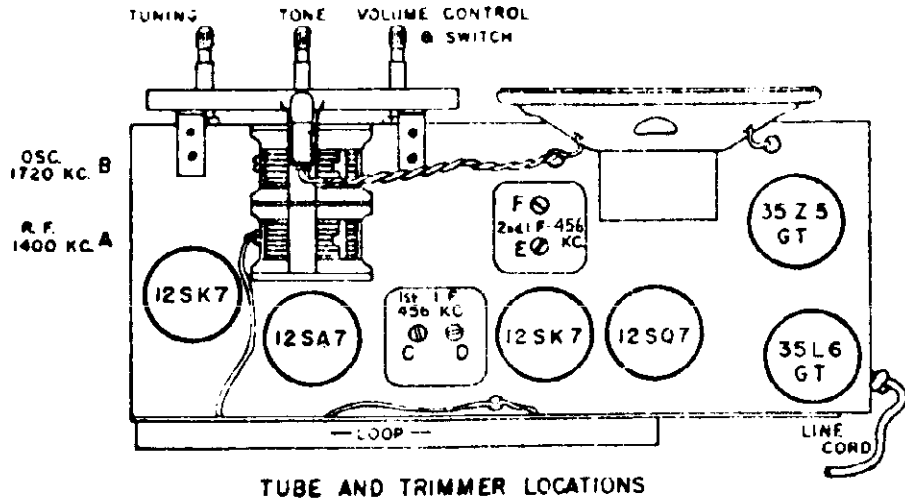 TUNING TONE VOLUME CONTROL
& SWITCH
OSC. B
1720 KC.
R.F. A
1400 KC.
F
2nd. I F-456
KC.
E
35Z5
GT
12SK7
12SA7
1st I F
456 KC
C D
12SK7
12SQ7
35L6
GT
LOOP
LINE
CORD
TUBE AND TRIMMER LOCATIONS